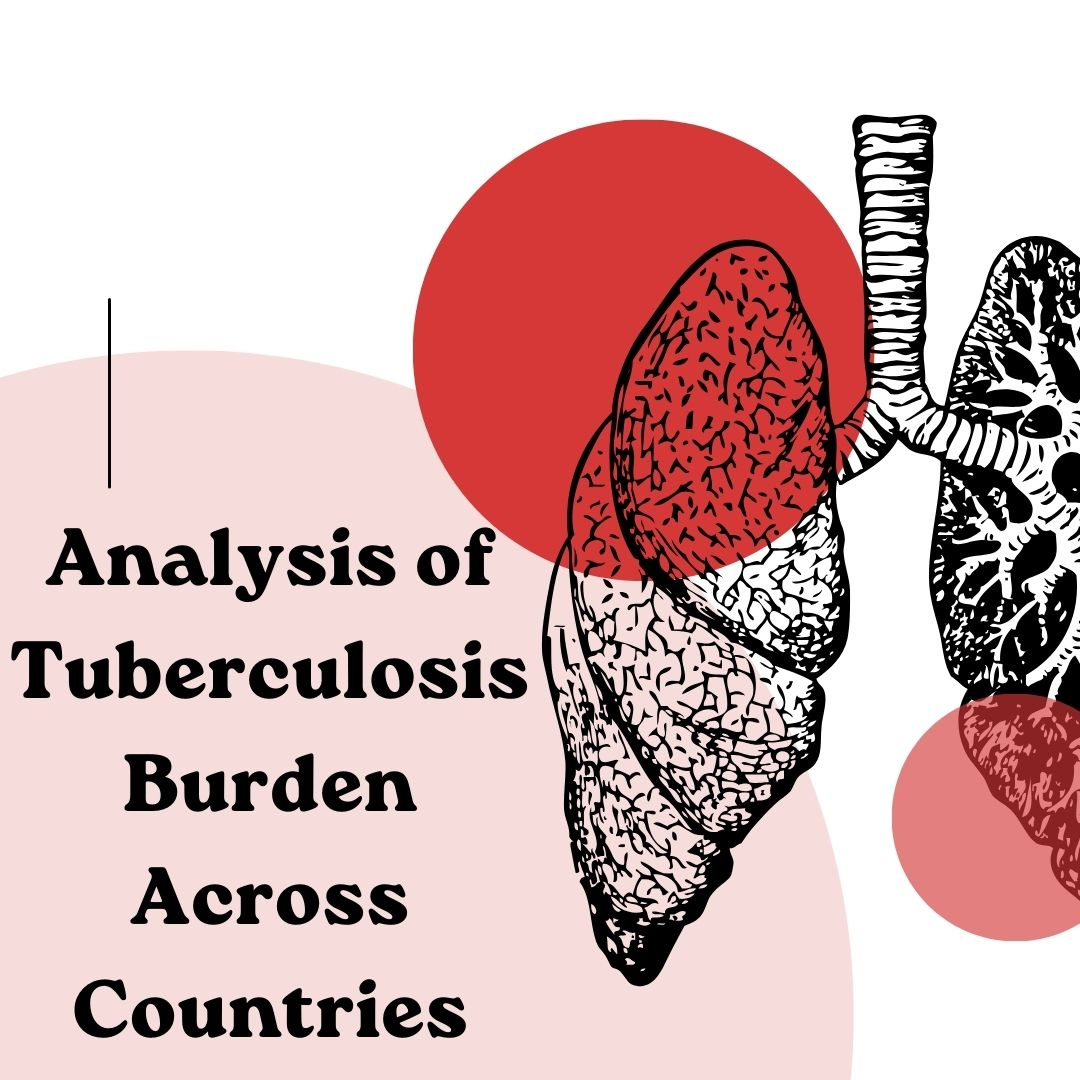 Analysis of
Tuberculosis
Burden
Across
Countries